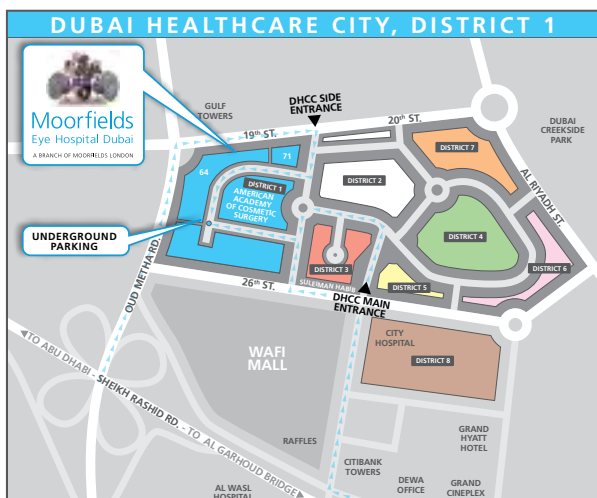 DUBAI HEALTHCARE CITY, DISTRICT 1
Moorfields
Eye Hospital Dubai
A BRANCH OF MOORFIELDS LONDON
GULF
TOWERS
DHCC SIDE
ENTRANCE
19th ST.
20th ST.
DUBAI
CREEKSIDE
PARK
64
71
DISTRICT 1
AMERICAN
ACADEMY
OF COSMETIC
SURGERY
DISTRICT 2
DISTRICT 7
AL RIYADH ST.
UNDERGROUND
PARKING
OUD METHA RD.
DISTRICT 4
DISTRICT 3
SULEIMAN HABIB
DISTRICT 5
DISTRICT 6
26th ST.
DHCC MAIN
ENTRANCE
WAFI
MALL
CITY
HOSPITAL
DISTRICT 8
TO ABU DHABI - SHEIKH RASHID RD. - TO AL GARHOUD BRIDGE
RAFFLES
GRAND
HYATT
HOTEL
CITIBANK
TOWERS
DEWA
OFFICE
GRAND
CINEPLEX
AL WASL
HOSPITAL